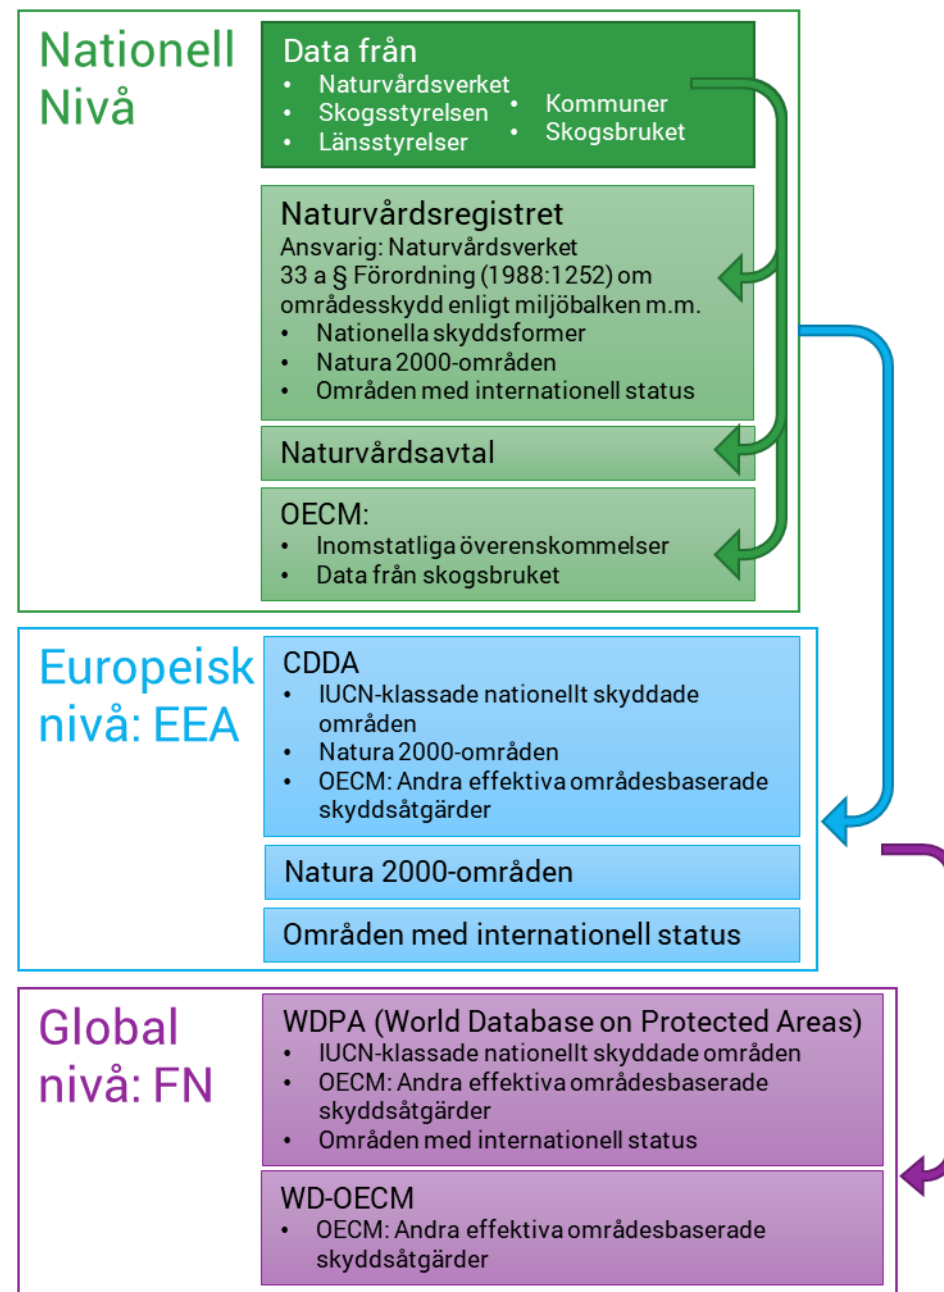 Nationell
Nivå
Data från
• Naturvårdsverket
• Skogsstyrelsen
• Länsstyrelser
• Kommuner
• Skogsbruket
Naturvårdsregistret
Ansvarig: Naturvårdsverket
33 a § Förordning (1988:1252) om
områdesskydd enligt miljöbalken m.m.
• Nationella skyddsformer
• Natura 2000-områden
• Områden med internationell status
Naturvårdsavtal
OECM:
• Inomstatliga överenskommelser
• Data från skogsbruket
Europeisk
nivå: EEA
CDDA
• IUCN-klassade nationellt skyddade
områden
• Natura 2000-områden
• OECM: Andra effektiva områdesbaserade
skyddsåtgärder
Natura 2000-områden
Områden med internationell status
Global
nivå: FN
WDPA (World Database on Protected Areas)
• IUCN-klassade nationellt skyddade områden
• OECM: Andra effektiva områdesbaserade
skyddsåtgärder
• Områden med internationell status
WD-OECM
• OECM: Andra effektiva områdesbaserade
skyddsåtgärder